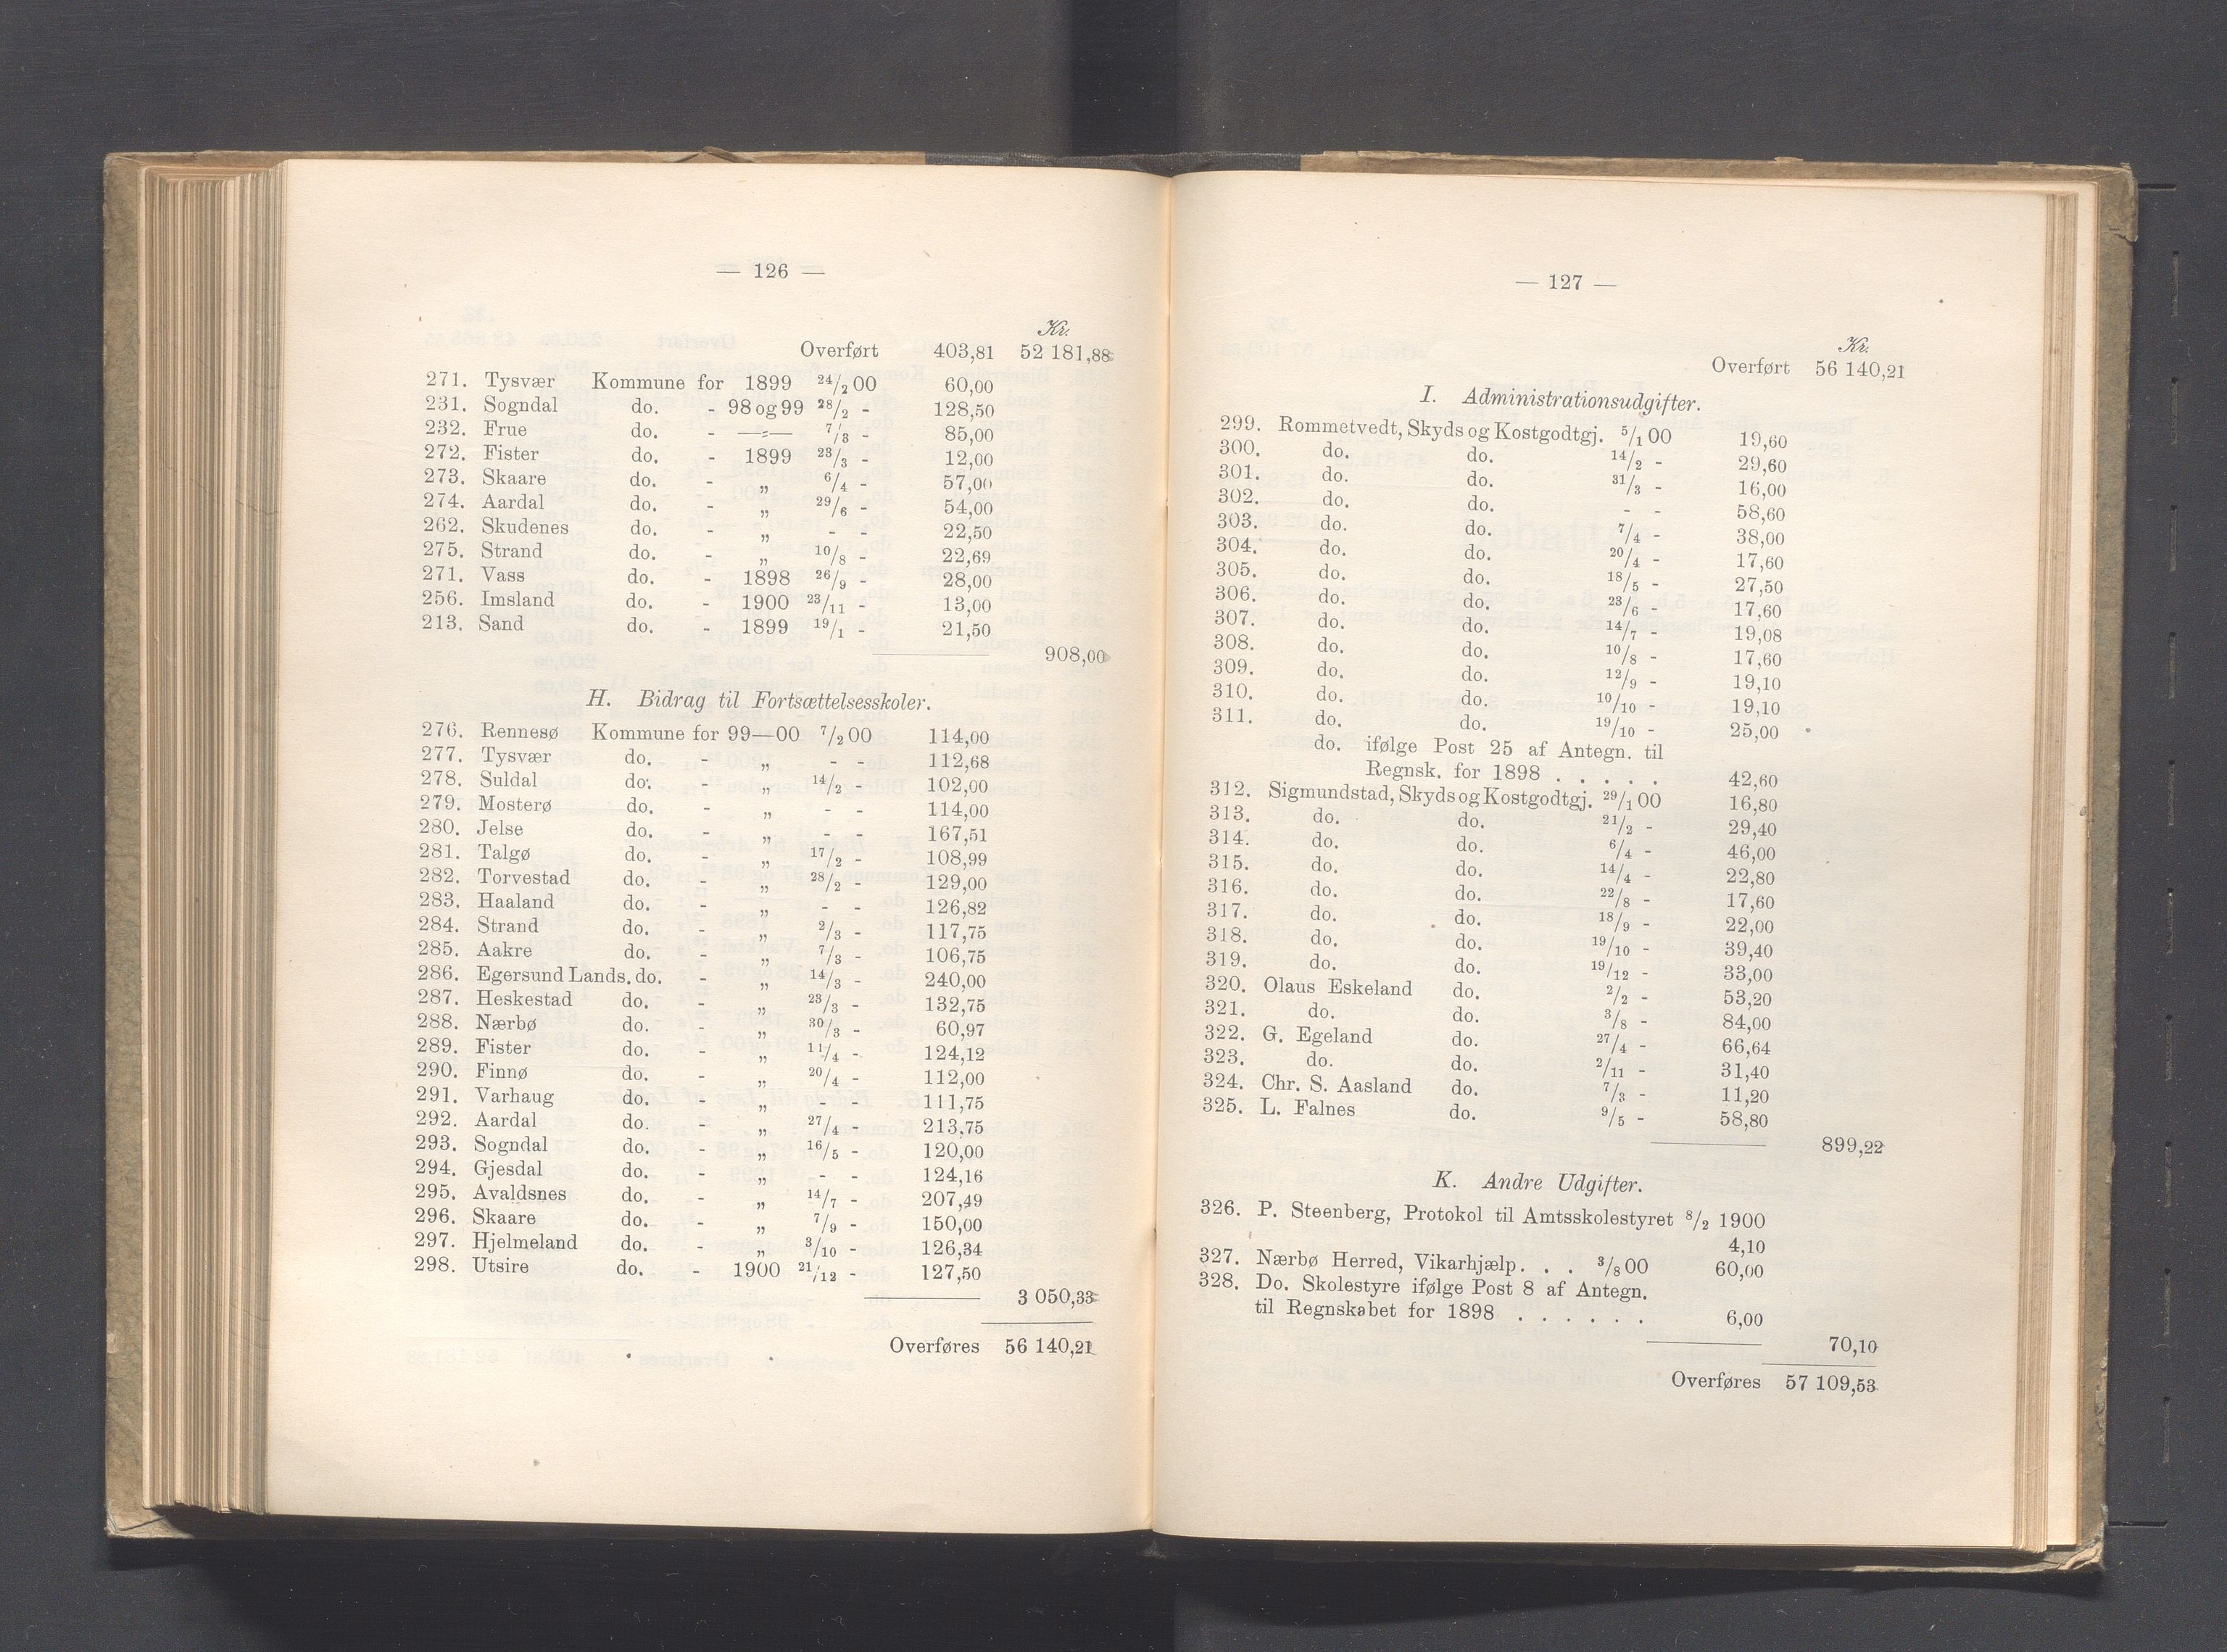 — 126 —
Kr.
Overført 403,81 52 181,88
271. Tysvær Kommune for 1899 24/2 00 60,00
231. Sogndal do. - 98 og 99 28/2 - 128,50
232. Frue do. - —„— 7/3 - 85,00
272. Fister do. - 1899 23/3 - 12,00
273. Skaare do. - „ 6/4 - 57,00
274. Aardal do. - „ 29/6 - 54,00
262. Skudenes do. - „ - - 22,50
275. Strand do. - „ 10/8 - 22,69
271. Vass do. - 1898 26/9 - 28,00
256. Imsland do. - 1900 23/11 - 13,00
213. Sand do. - 1899 19/1 - 21,50
908,00
H. Bidrag til Fortsættelsesskoler.
276. Rennesø Kommune for 99—00 7/2 00 114,00
277. Tysvær do. - „ - - 112,68
278. Suldal do. - „ 14/2 - 102,00
279. Mosterø do. - „ - - 114,00
280. Jelse do. - „ - - 167,51
281. Talgø do. - „ 17/2 - 108,99
282. Torvestad do. - „ 28/2 - 129,00
283. Haaland do. - „ - - 126,82
284. Strand do. - „ 2/3 - 117,75
285. Aakre do. - „ 7/3 - 106,75
286. Egersund Lands. do. - „ 14/3 - 240,00
287. Heskestad do. - „ 23/3 - 132,75
288. Nærbø do. - „ 30/3 - 60,97
289. Fister do. - „ 11/4 - 124,12
290. Finnø do. - „ 20/4 - 112,00
291. Varhaug do. - „ - - 111,75
292. Aardal do. - „ 27/4 - 213,75
293. Sogndal do. - „ 16/5 - 120,00
294. Gjesdal do. - „ - - 124,16
295. Avaldsnes do. - „ 14/7 - 207,49
296. Skaare do. - „ 7/9 - 150,00
297. Hjelmeland do. - „ 3/10 - 126,34
298. Utsire do. - 1900 21/12 - 127,50
3 050,33
Overføres 56 140,21
— 127 —
Kr.
Overført 56 140,21
I. Administrationsudgifter.
299. Rommetvedt, Skyds og Kostgodtgj. 5/1 00 19,60
300. do. do. 14/2 - 29,60
301. do. do. 31/3 - 16,00
302. do. do. - - 58,60
303. do. do. 7/4 - 38,00
304. do. do. 20/4 - 17,60
305. do. do. 18/5 - 27,50
306. do. do. 23/6 - 17,60
307. do. do. 14/7 - 19,08
308. do. do. 10/8 - 17,60
309. do. do. 12/9 - 19,10
310. do. do. 10/10 - 19,10
311. do. do. 19/10 - 25,00
do. ifølge Post 25 af Antegn. til
Regnsk. for 1898 . . . . . 42,60
312. Sigmundstad, Skyds og Kostgodtgj. 29/1 00 16,80
313. do. do. 21/2 - 29,40
314. do. do. 6/4 - 46,00
315. do. do. 14/4 - 22,80
316. do. do. 22/8 - 17,60
317. do. do. 18/9 - 22,00
318. do. do. 19/10 - 39,40
319. do. do. 19/12 - 33,00
320. Olaus Eskeland do. 2/2 - 53,20
321. do. do. 3/8 - 84,00
322. G. Egeland do. 27/4 - 66,64
323. do. do. 2/11 - 31,40
324. Chr. S. Aasland do. 7/3 - 11,20
325. L. Falnes do. 9/5 - 58,80
899,22
K. Andre Udgifter.
326. P. Steenberg, Protokol til Amtsskolestyret 8/2 1900
4,10
327. Nærbø Herred, Vikarhjælp. . . 3/8 00 60,00
328. Do. Skolestyre ifølge Post 8 af Antegn.
til Regnskabet for 1898 . . . . . . 6,00
70,10
Overføres 57 109,53